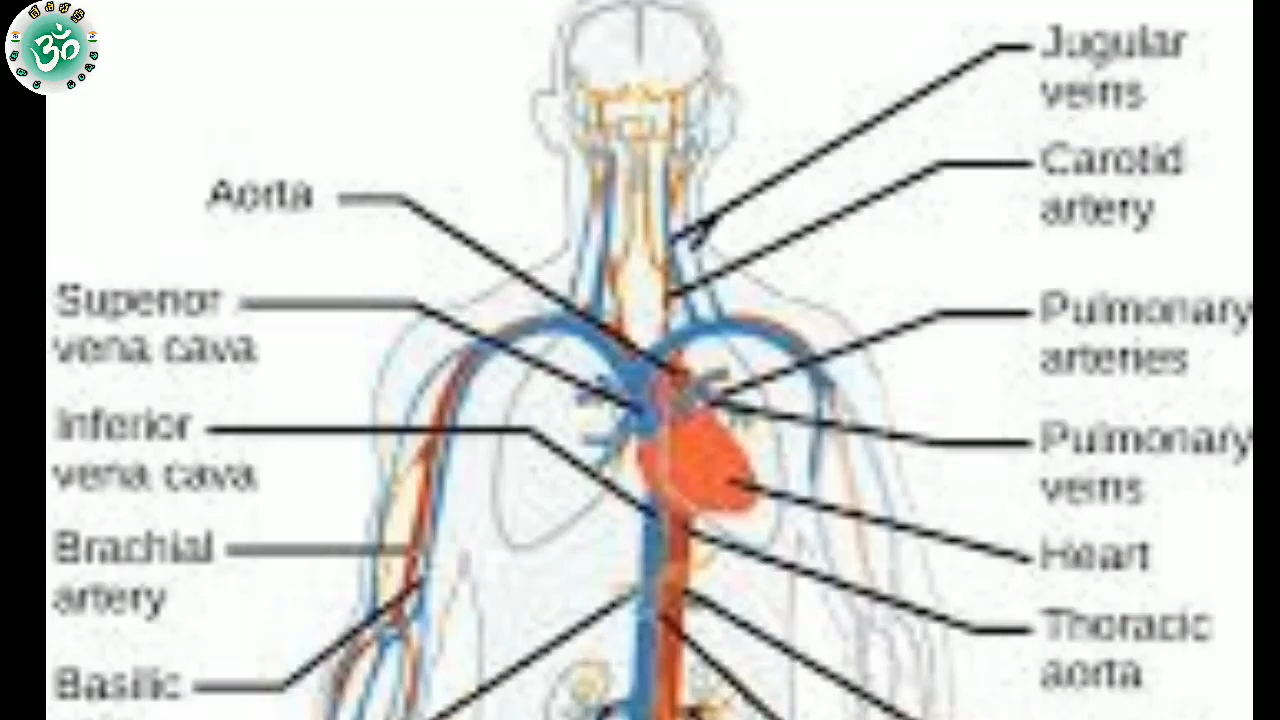 ॐ
Jugular
veins
Carotid
artery
Aorta
Superior
vena cava
Pulmonary
arteries
Inferior
vena cava
Pulmonary
veins
Brachial
artery
Heart
Thoracic
aorta
Basilic